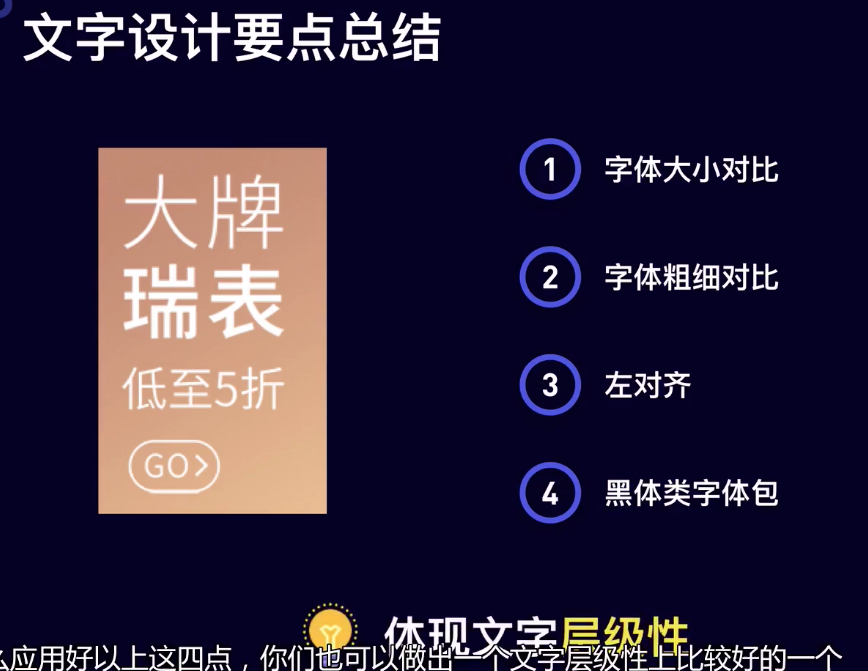 文字设计要点总结
大牌
瑞表
低至5折
GO>
1 字体大小对比
2 字体粗细对比
3 左对齐
4 黑体类字体包
体现文字层级性
应用好以上这四点，你们也可以做出一个文字层级性上比较好的一个